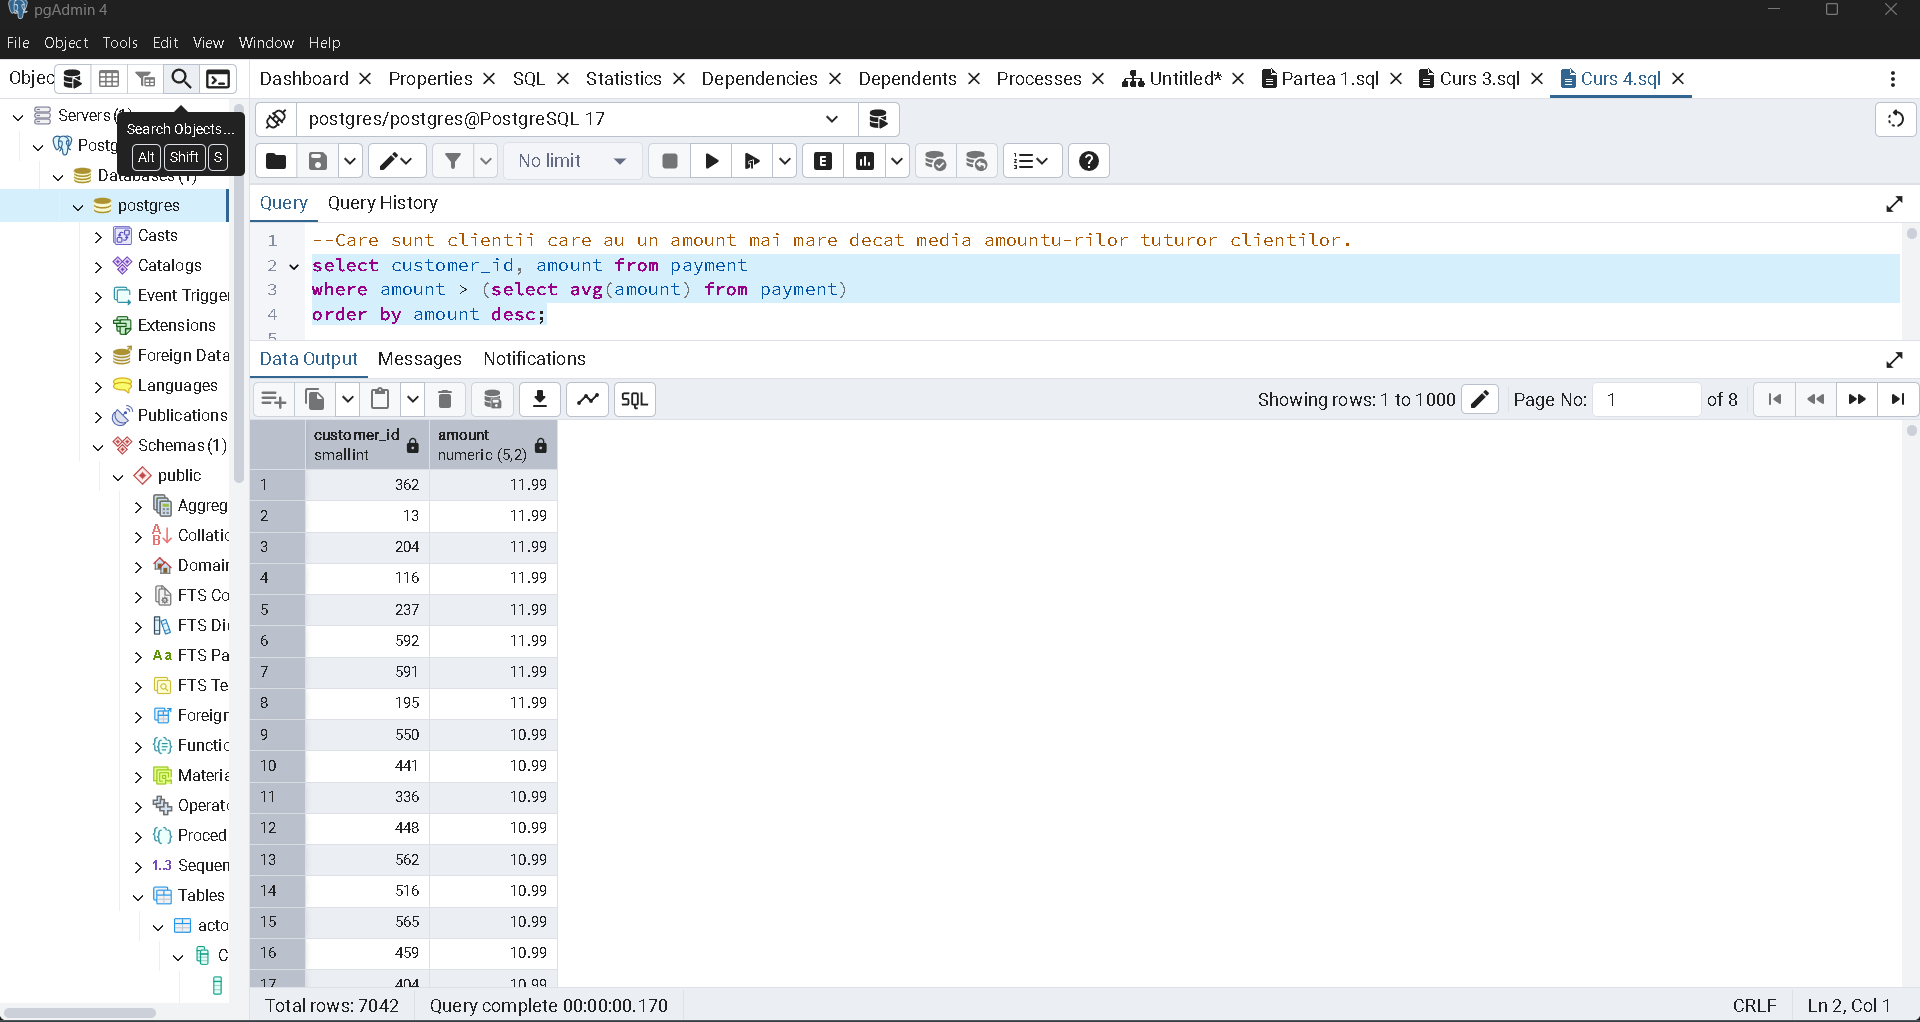 pgAdmin 4
File Object Tools Edit View Window Help
Objec
Dashboard Properties SQL Statistics Dependencies Dependents Processes Untitled* Partea 1.sql Curs 3.sql Curs 4.sql
Servers (1)
Search Objects...
Alt Shift S
Postg
Databases (1)
postgres
Casts
Catalogs
Event Trigge
Extensions
Foreign Data
Languages
Publications
Schemas (1)
public
Aggreg
Collatio
Domair
FTS Co
FTS Di
Aa FTS Pa
FTS Te
Foreigr
Functio
Materia
Operato
Proced
1..3 Sequen
Tables
acto
C
postgres/postgres@PostgreSQL 17
No limit
E
Query Query History
1 --Care sunt clientii care au un amount mai mare decat media amountu-rilor tuturor clientilor.
2 select customer_id, amount from payment
3 where amount > (select avg(amount) from payment)
4 order by amount desc;
5
Data Output Messages Notifications
SQL
Showing rows: 1 to 1000 Page No: 1 of 8
customer_id smallint amount numeric (5,2)
1 362 11.99
2 13 11.99
3 204 11.99
4 116 11.99
5 237 11.99
6 592 11.99
7 591 11.99
8 195 11.99
9 550 10.99
10 441 10.99
11 336 10.99
12 448 10.99
13 562 10.99
14 516 10.99
15 565 10.99
16 459 10.99
17 404 10.99
Total rows: 7042 Query complete 00:00:00.170 CRLF Ln 2, Col 1